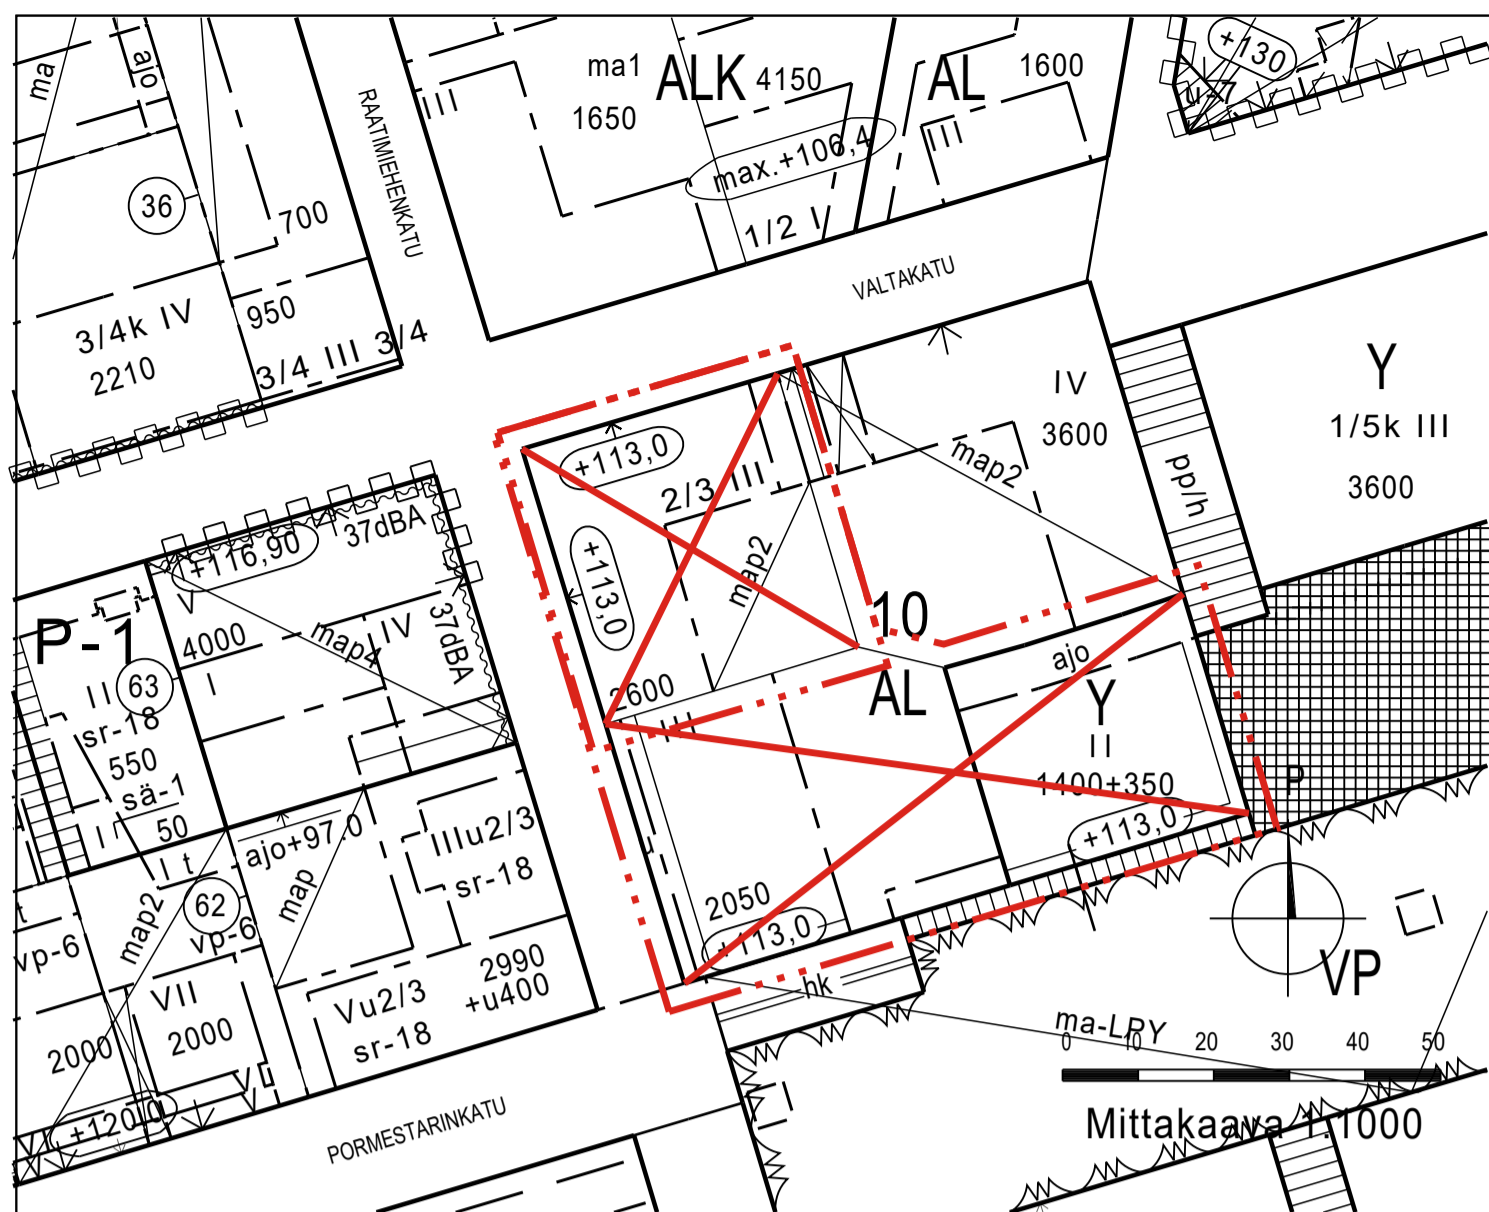 ma
ajo
36
700
3/4k IV
2210
950
3/4 III 3/4
RAATIMIEHENKATU
III
ma1
1650
ALK
4150
AL
1600
III
max.+106,4
1/2 I
+130
u-7
VALTAKATU
IV
3600
map2
pp/h
Y
1/5k III
3600
+113,0
2/3 III
+113,0
map2
2600
III
10
AL
ajo
Y
II
1400+350
+113,0
P
2050
+113,0
hk
ma-LPY
VP
+116,90
37dBA
37dBA
V
4000
map4
IV
I
P-1
63
II
sr-18
550
sä-1
I r
50
I t
ajo+97.0
62
map2
vp-6
map
IIIu2/3
sr-18
t
vp-6
VII
2000
2000
Vu2/3
sr-18
2990
+u400
VI
V
VI
+120,0
PORMESTARINKATU
0 10 20 30 40 50
Mittakaava 1:1000